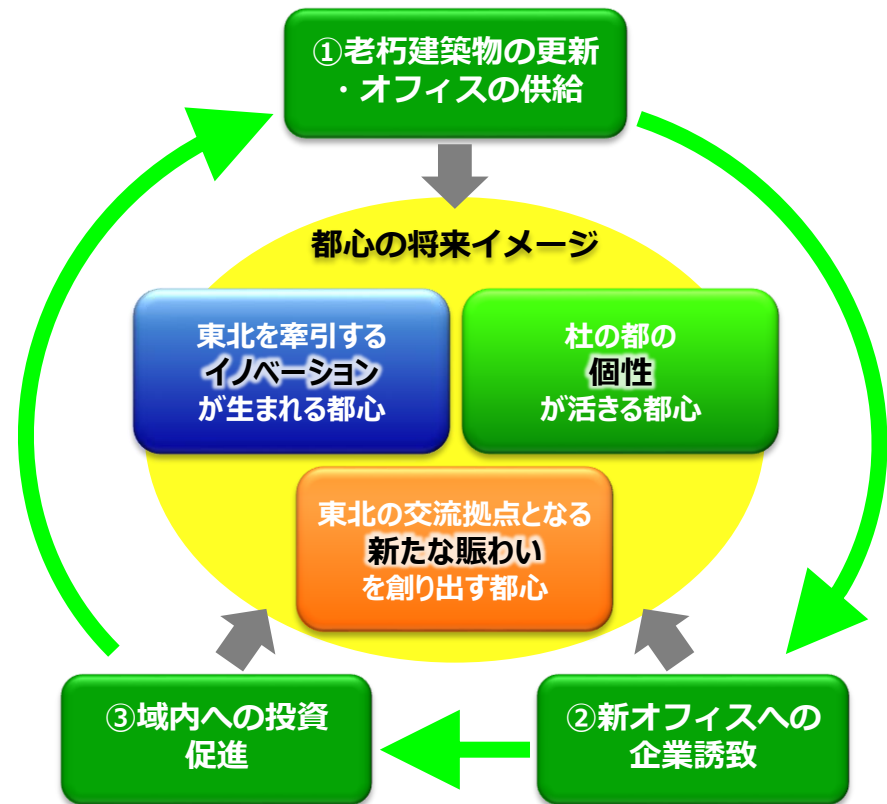 ①老朽建築物の更新
・オフィスの供給
都心の将来イメージ
東北を牽引する
イノベーション
が生まれる都心
杜の都の
個性
が活きる都心
東北の交流拠点となる
新たな賑わい
を創り出す都心
③域内への投資
促進
②新オフィスへの
企業誘致